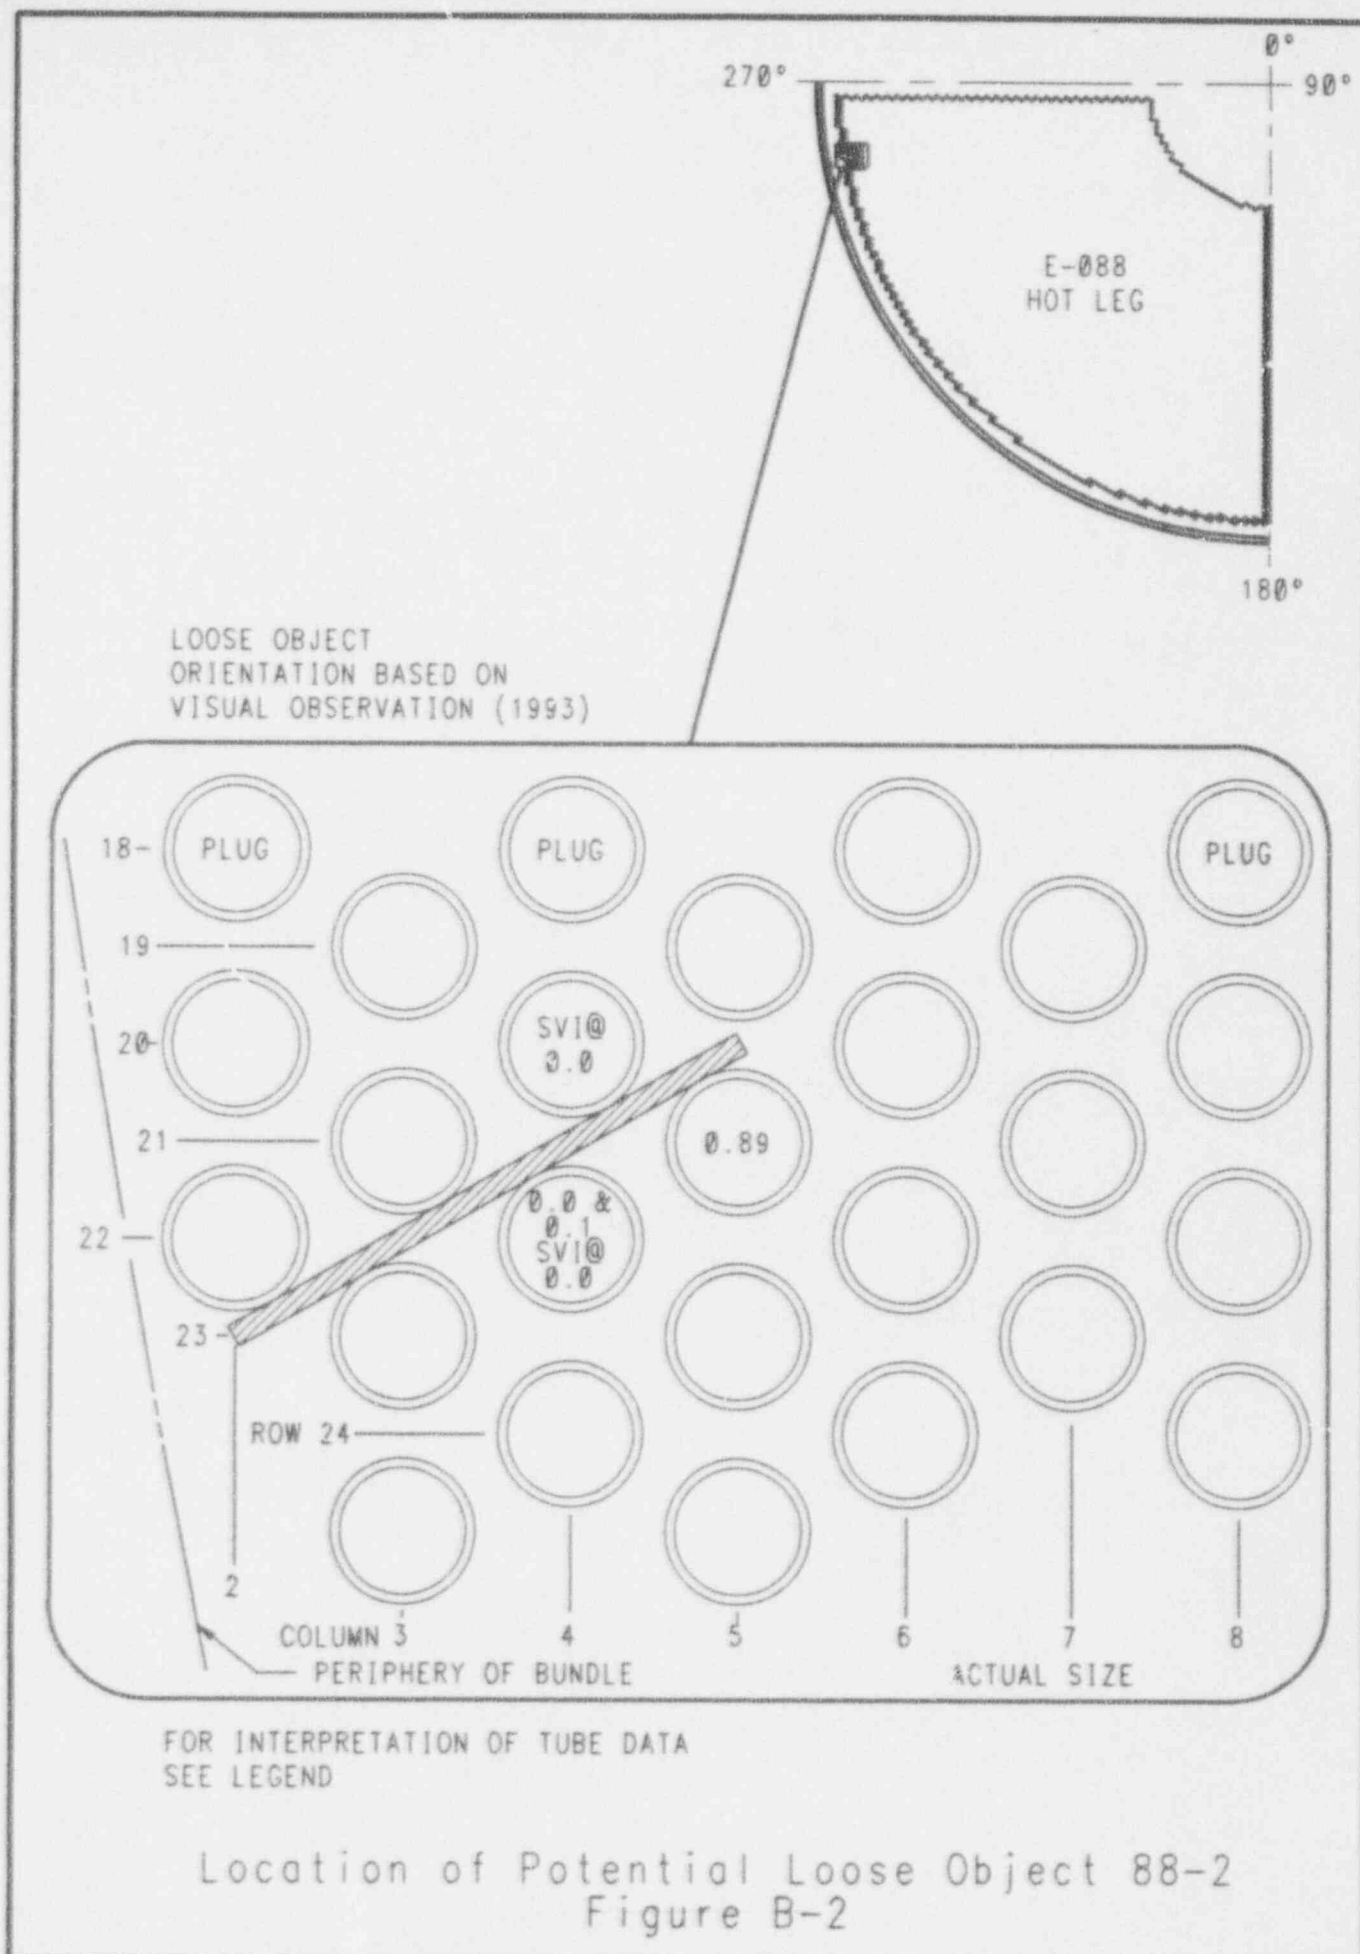 0°
270°
90°
E-088
HOT LEG
180°
LOOSE OBJECT
ORIENTATION BASED ON
VISUAL OBSERVATION (1993)
18-
PLUG
PLUG
PLUG
19
20-
SVI@
0.0
21
0.89
22
0.0 &
0.1
SVI@
0.0
23-
ROW 24
2
COLUMN 3
4
5
6
7
8
PERIPHERY OF BUNDLE
ACTUAL SIZE
FOR INTERPRETATION OF TUBE DATA
SEE LEGEND
Location of Potential Loose Object 88-2
Figure B-2